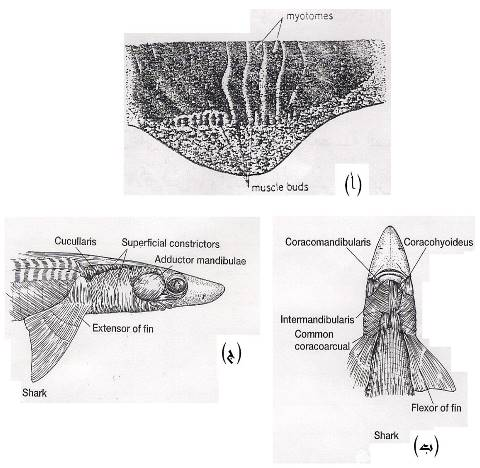 myotomes
muscle buds
(أ)
Cucullaris
Superficial constrictors
Adductor mandibulae
Extensor of fin
Shark
Coracomandibularis
Coracohyoideus
Intermandibularis
Common
coracoarcual
Flexor of fin
Shark